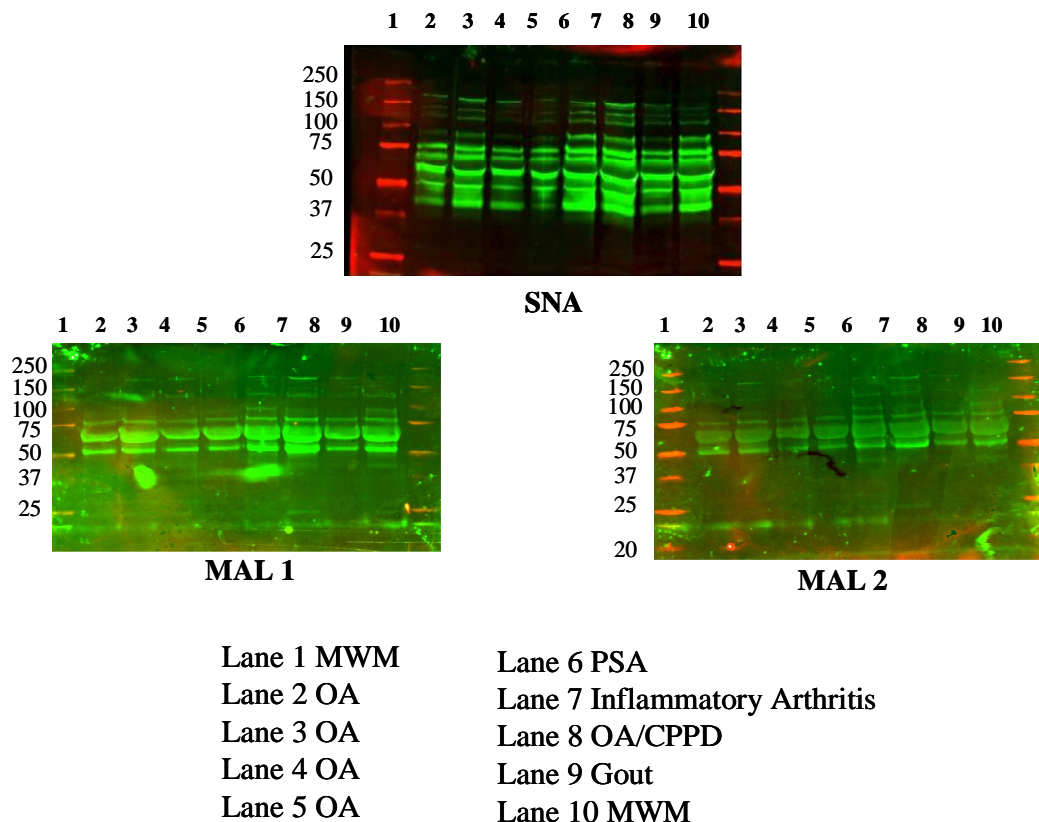 1 2 3 4 5 6 7 8 9 10
250
150
100
75
50
37
25
SNA
1 2 3 4 5 6 7 8 9 10
250
150
100
75
50
37
25
MAL 1
1 2 3 4 5 6 7 8 9 10
250
150
100
75
50
37
25
20
MAL 2
Lane 1 MWM
Lane 2 OA
Lane 3 OA
Lane 4 OA
Lane 5 OA
Lane 6 PSA
Lane 7 Inflammatory Arthritis
Lane 8 OA/CPPD
Lane 9 Gout
Lane 10 MWM